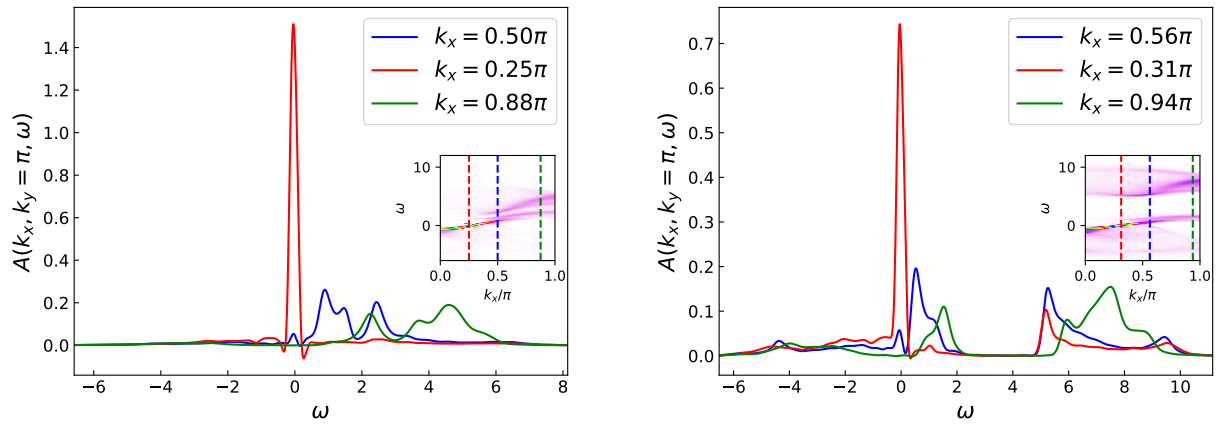 A(k_x, k_y = π, ω)
1.4
1.2
1.0
0.8
0.6
0.4
0.2
0.0
−6 −4 −2 0 2 4 6 8
ω
k_x = 0.50π
k_x = 0.25π
k_x = 0.88π
ω
10
0
0.0 0.5 1.0
k_x/π
A(k_x, k_y = π, ω)
0.7
0.6
0.5
0.4
0.3
0.2
0.1
0.0
−6 −4 −2 0 2 4 6 8 10
ω
k_x = 0.56π
k_x = 0.31π
k_x = 0.94π
ω
10
0
0.0 0.5 1.0
k_x/π